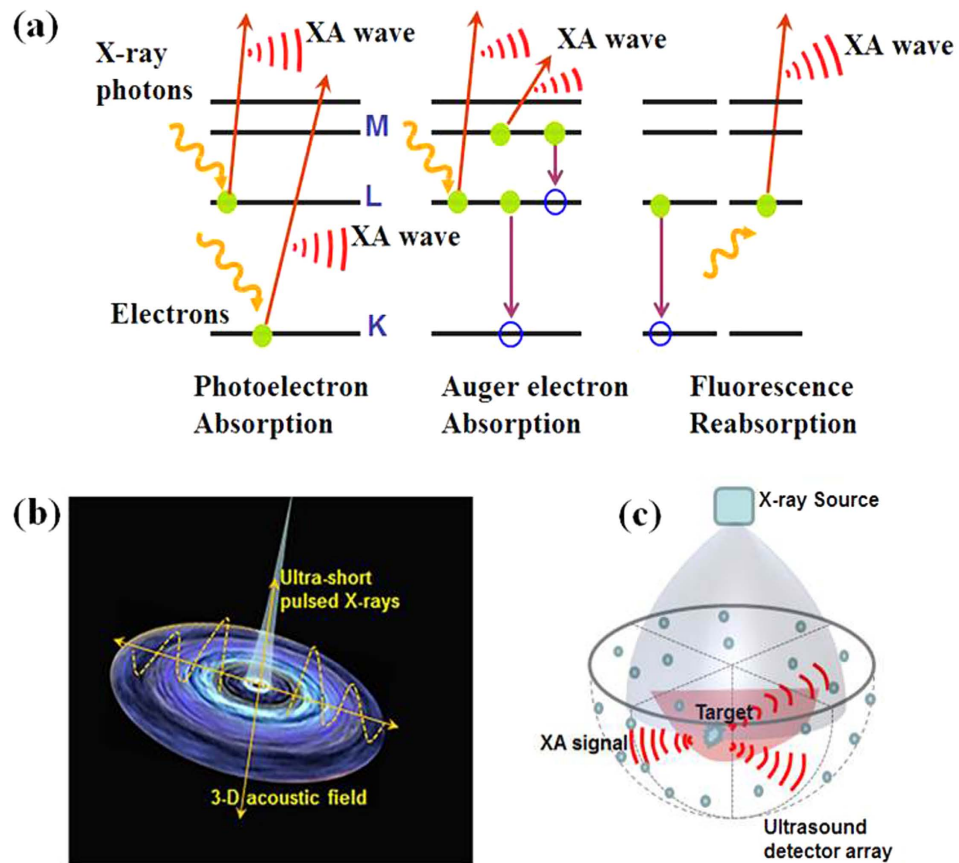 (a)
XA wave
XA wave
XA wave
X-ray
photons
M
L
XA wave
Electrons
K
Photoelectron
Absorption
Auger electron
Absorption
Fluorescence
Reabsorption
(b)
Ultra-short
pulsed X-rays
3-D acoustic field
(c)
X-ray Source
Target
XA signal
Ultrasound
detector array